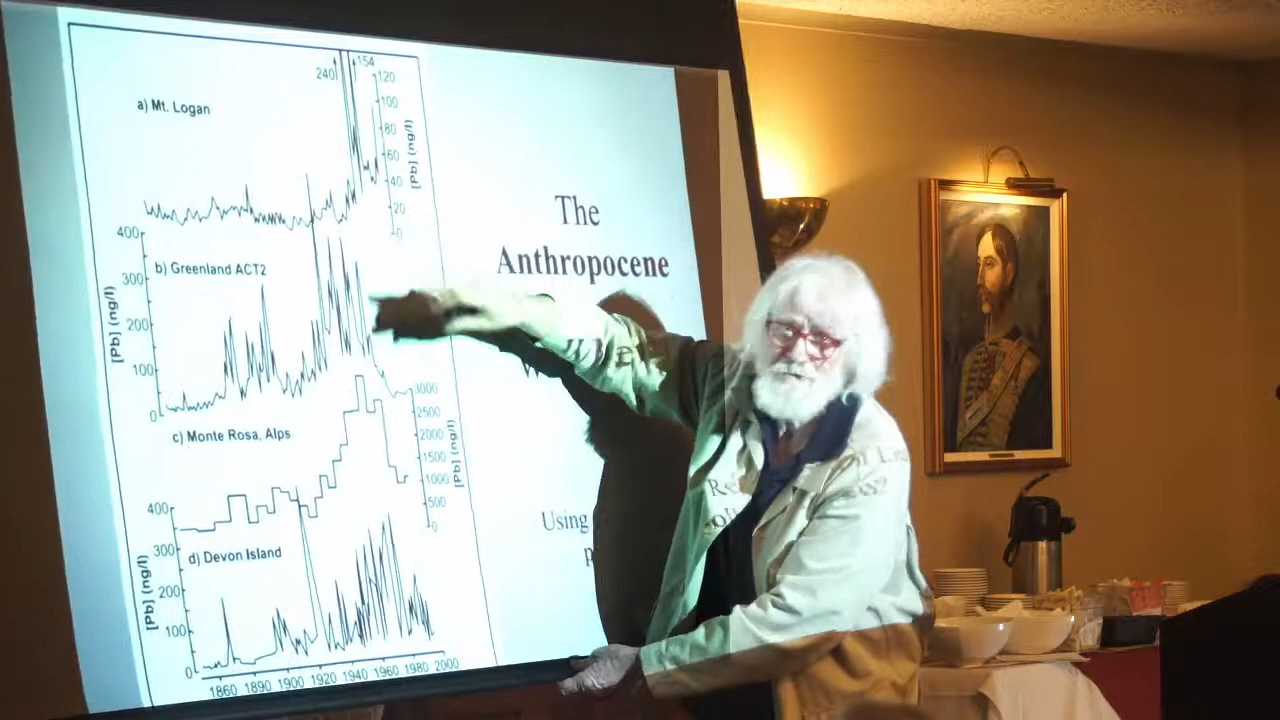 240
154
120
a) Mt. Logan
100
80
60
40
20
0
[Pb] (ng/l)
400
b) Greenland ACT2
300
200
100
0
[Pb] (ng/l)
3000
c) Monte Rosa, Alps
2500
2000
1500
1000
500
0
[Pb] (ng/l)
400
d) Devon Island
300
200
100
0
[Pb] (ng/l)
1860 1890 1900 1920 1940 1960 1980 2000
The
Anthropocene
Using